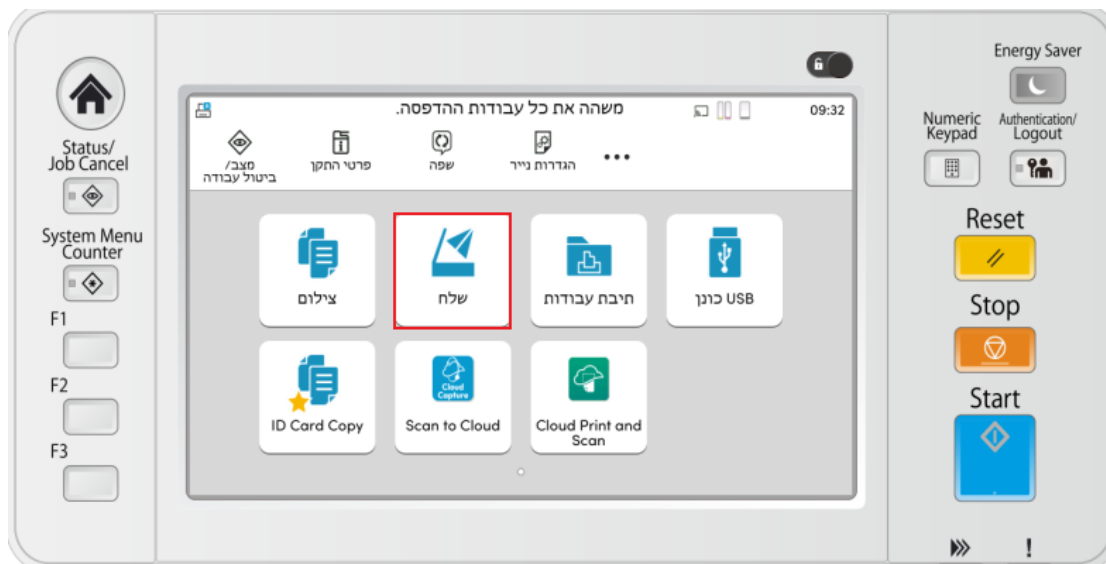 Energy Saver
משהה את כל עבודות ההדפסה.
09:32
Numeric Keypad
Authentication/
Logout
Status/
Job Cancel
מצב/
ביטול עבודה
פרטי התקן
שפה
הגדרות נייר
•••
System Menu
Counter
Reset
צילום
שלח
תיבת עבודות
כונן USB
Stop
F1
F2
F3
ID Card Copy
Cloud
Capture
Scan to Cloud
Cloud Print and
Scan
Start
!